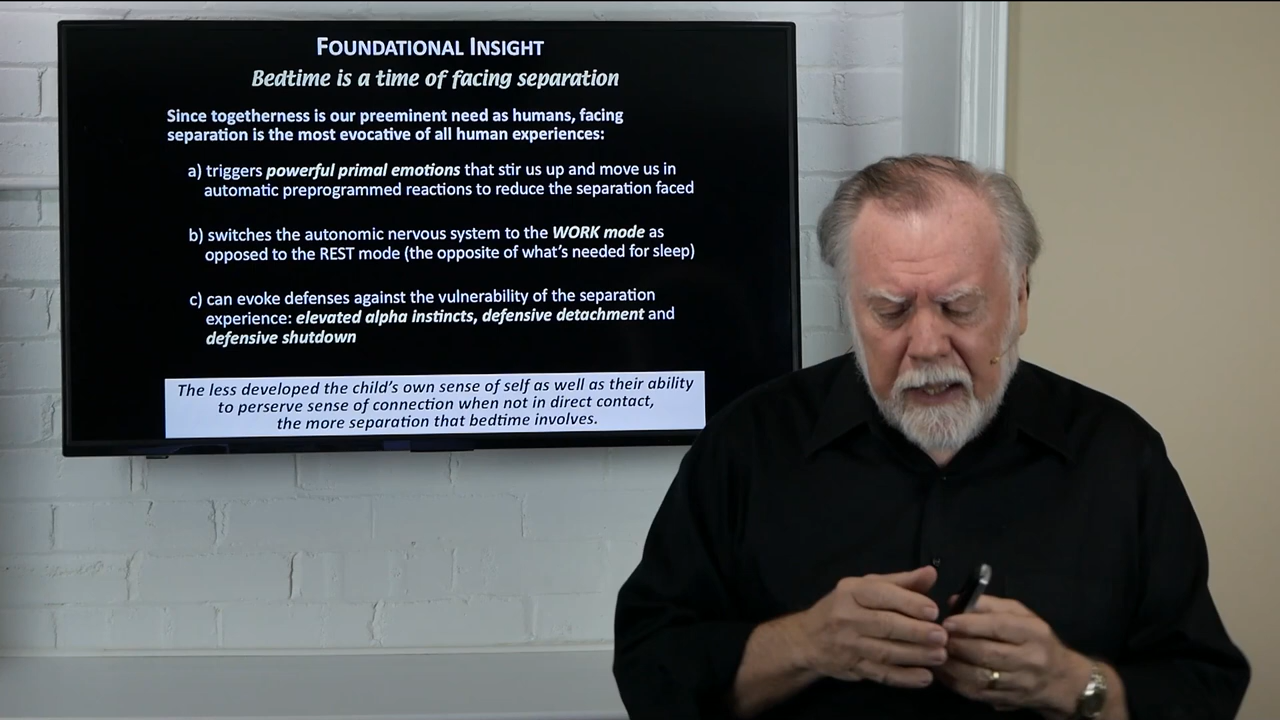 FOUNDATIONAL INSIGHT
Bedtime is a time of facing separation
Since togetherness is our preeminent need as humans, facing
separation is the most evocative of all human experiences:
a) triggers powerful primal emotions that stir us up and move us in
automatic preprogrammed reactions to reduce the separation faced
b) switches the autonomic nervous system to the WORK mode as
opposed to the REST mode (the opposite of what's needed for sleep)
c) can evoke defenses against the vulnerability of the separation
experience: elevated alpha instincts, defensive detachment and
defensive shutdown
The less developed the child's own sense of self as well as their ability
to perserve sense of connection when not in direct contact,
the more separation that bedtime involves.